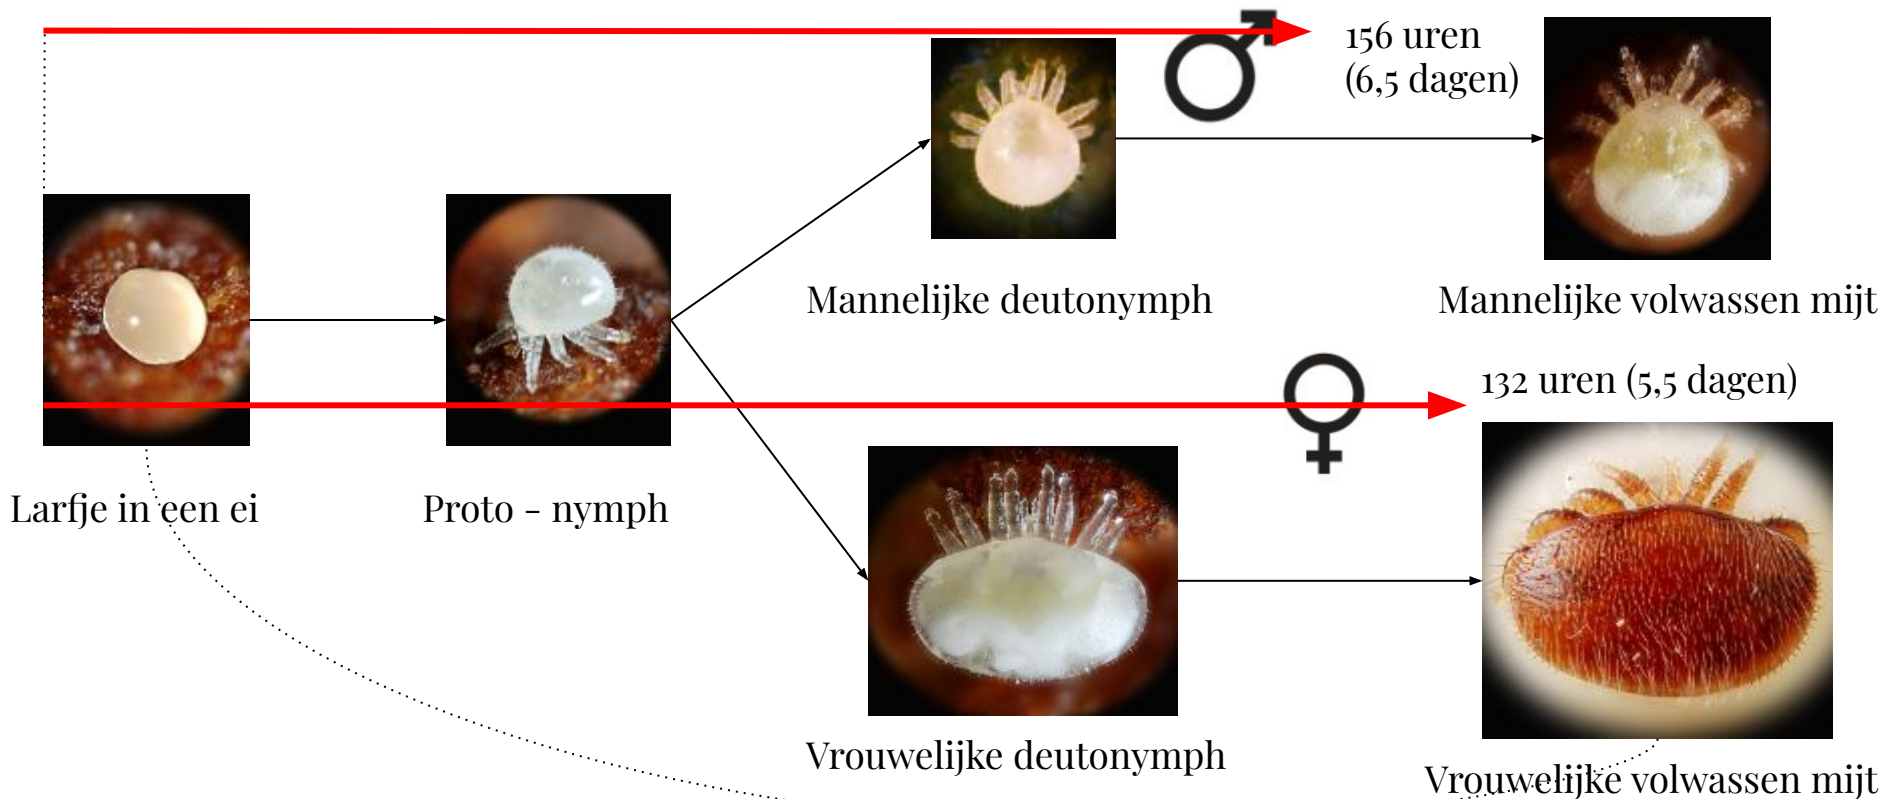 156 uren
(6,5 dagen)
Mannelijke deutonymph
Mannelijke volwassen mijt
132 uren (5,5 dagen)
Larfje in een ei
Proto - nymph
Vrouwelijke deutonymph
Vrouwelijke volwassen mijt